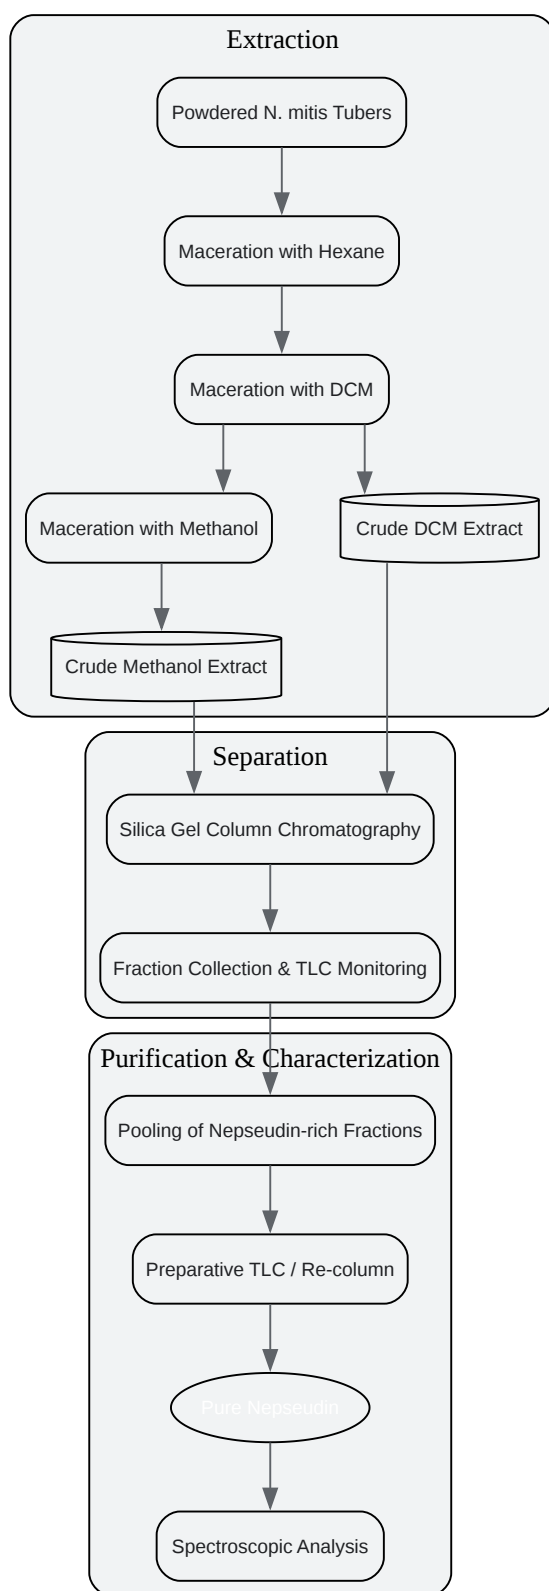 Extraction
Powdered N. mitis Tubers
Maceration with Hexane
Maceration with DCM
Maceration with Methanol
Crude DCM Extract
Crude Methanol Extract
Separation
Silica Gel Column Chromatography
Fraction Collection & TLC Monitoring
Purification & Characterization
Pooling of Nepseudin-rich Fractions
Preparative TLC / Re-column
Pure Nepseudin
Spectroscopic Analysis